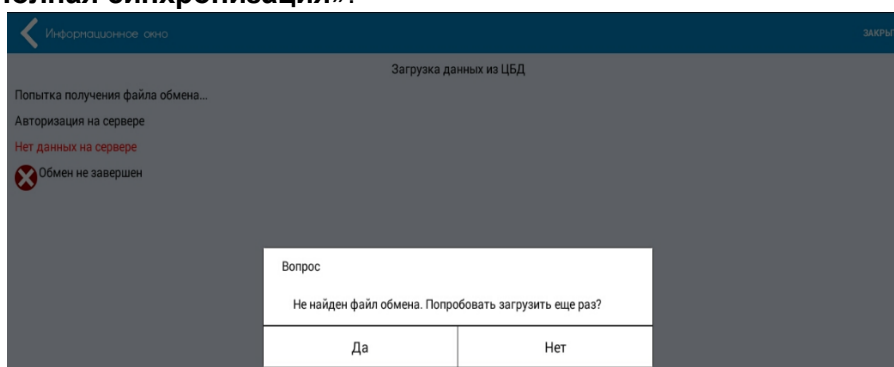 синхронизация».
Информационное окно
Загрузка данных из ЦБД
Попытка получения файла обмена...
Авторизация на сервере
Нет данных на сервере
Обмен не завершен
Вопрос
Не найден файл обмена. Попробовать загрузить еще раз?
Да
Нет